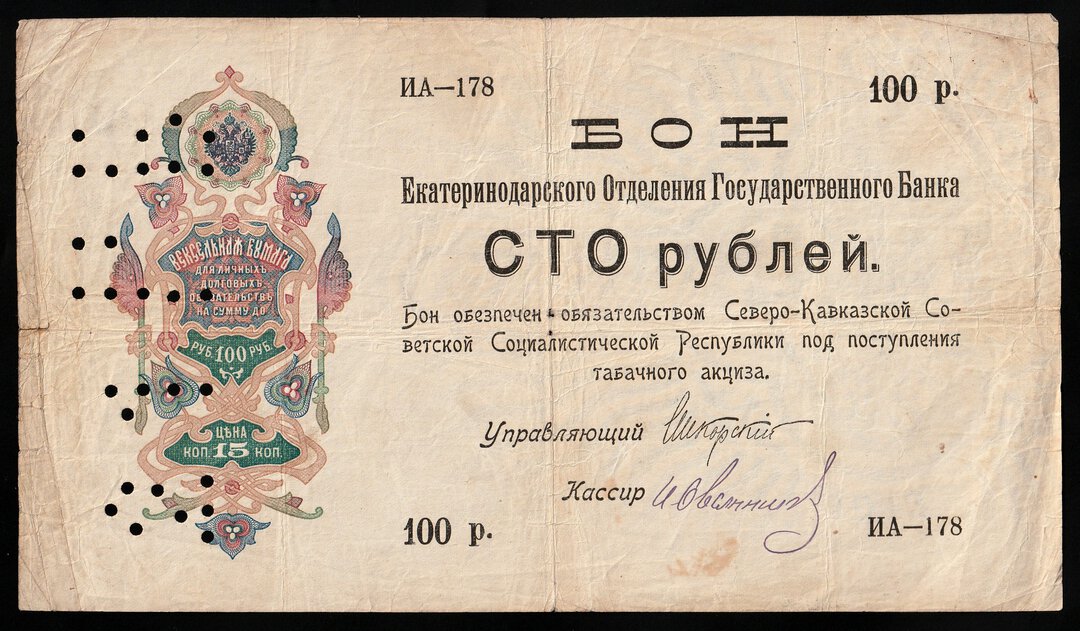 ИА—178
100 р.
БОН
Екатеринодарского Отделения Государственного Банка
СТО рублей.
Бон обезпечен обязательством Северо-Кавказской Со-
ветской Социалистической Республики под поступления
табачного акциза.
Управляющий
Кассир
100 р.
ИА—178
ВЕКСЕЛЬНАЯ БУМАГА
ДЛЯ ЛИЧНЫХЪ
ДОЛГОВЫХЪ
ОБЯЗАТЕЛЬСТВЪ
НА СУММУ ДО
РУБ. 100 РУБ.
ЦѢНА
КОП. 15 КОП.